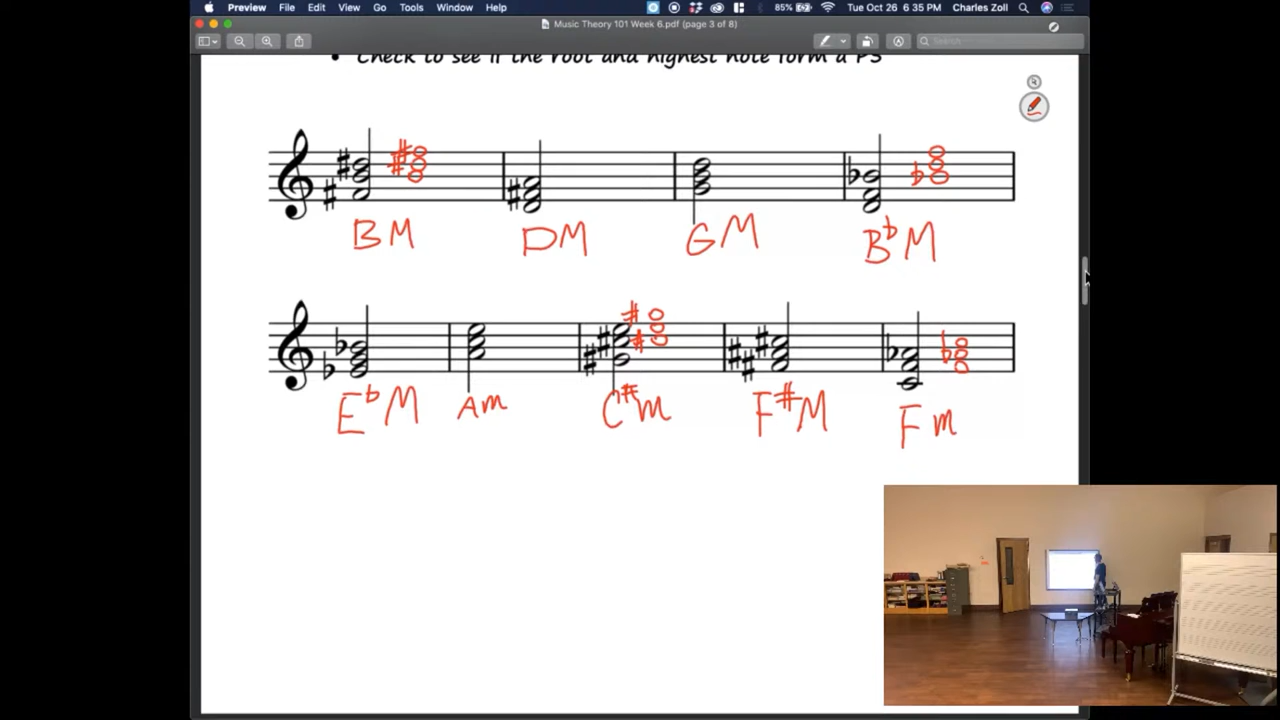 Preview File Edit View Go Tools Window Help 85% Tue Oct 26 6:35 PM Charles Zoll
Music Theory 101 Week 6.pdf (page 3 of 8)
Search
• Check to see if the root and highest note form a P5
BM DM GM B♭M
E♭M Am C#m F#M Fm